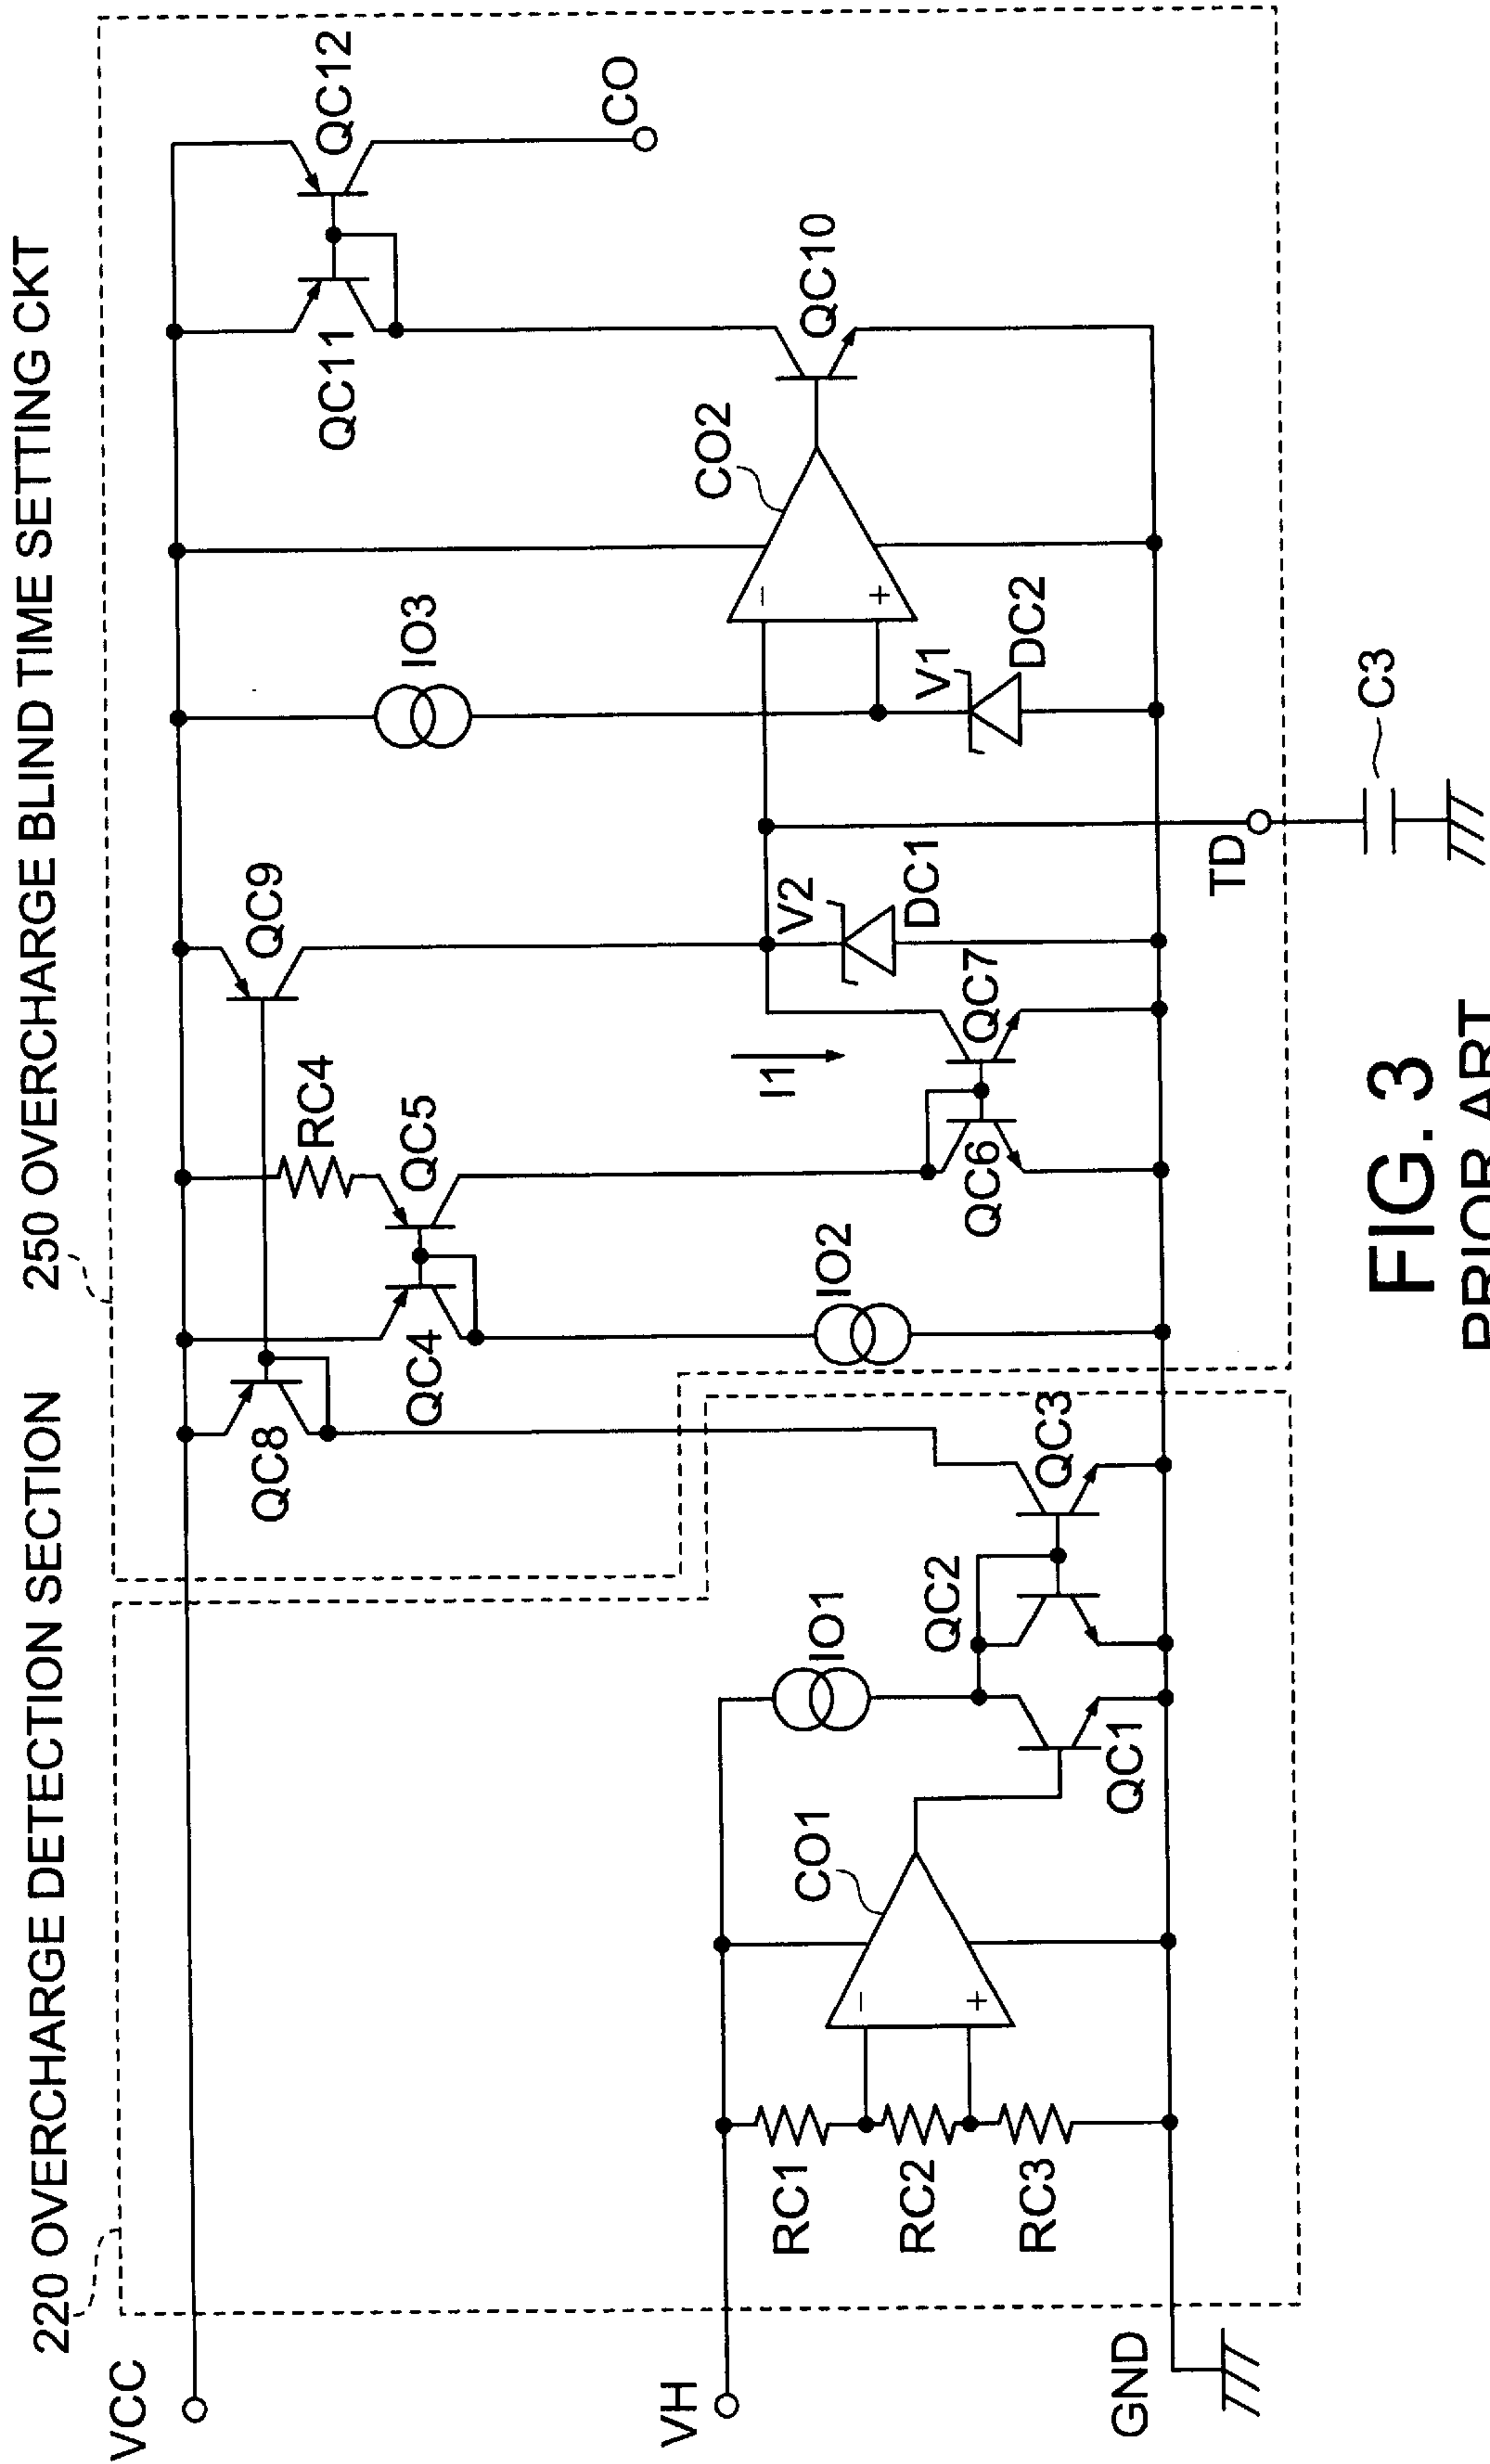 220 OVERCHARGE DETECTION SECTION
250 OVERCHARGE BLIND TIME SETTING CKT
VCC
VH
GND
RC1
RC2
RC3
CO1
−
+
IO1
QC1
QC2
QC3
QC8
QC4
QC5
RC4
IO2
QC6
QC7
I1
QC9
V2
DC1
TD
C3
IO3
V1
DC2
CO2
−
+
QC10
QC11
QC12
CO
FIG. 3
PRIOR ART